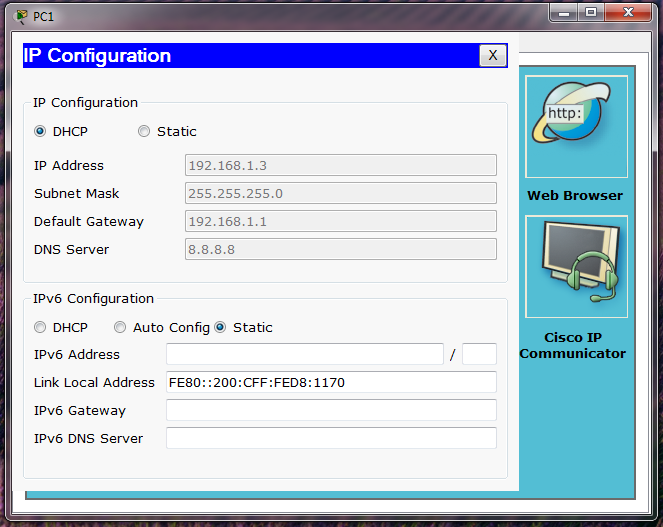 PC1
IP Configuration X
IP Configuration
DHCP Static
IP Address 192.168.1.3
Subnet Mask 255.255.255.0
Default Gateway 192.168.1.1
DNS Server 8.8.8.8
IPv6 Configuration
DHCP Auto Config Static
IPv6 Address /
Link Local Address FE80::200:CFF:FED8:1170
IPv6 Gateway
IPv6 DNS Server
http:
Web Browser
Cisco IP
Communicator